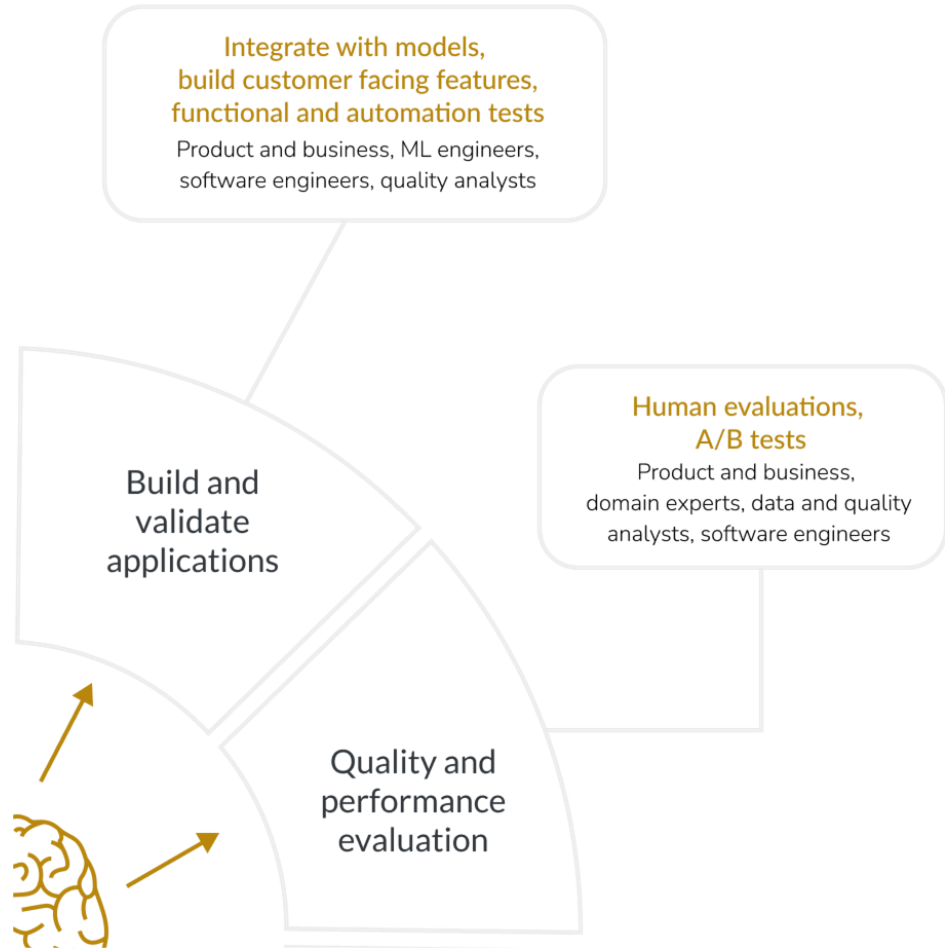 Integrate with models,
build customer facing features,
functional and automation tests
Product and business, ML engineers,
software engineers, quality analysts
Human evaluations,
A/B tests
Product and business,
domain experts, data and quality
analysts, software engineers
Build and
validate
applications
Quality and
performance
evaluation